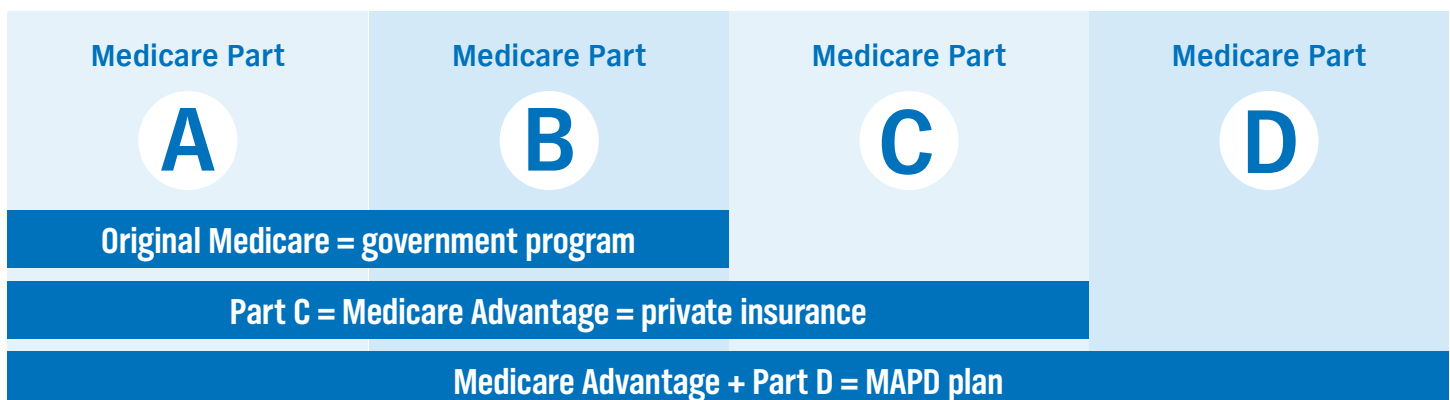 Medicare Part Medicare Part Medicare Part Medicare Part
A B C D
Original Medicare = government program
Part C = Medicare Advantage = private insurance
Medicare Advantage + Part D = MAPD plan